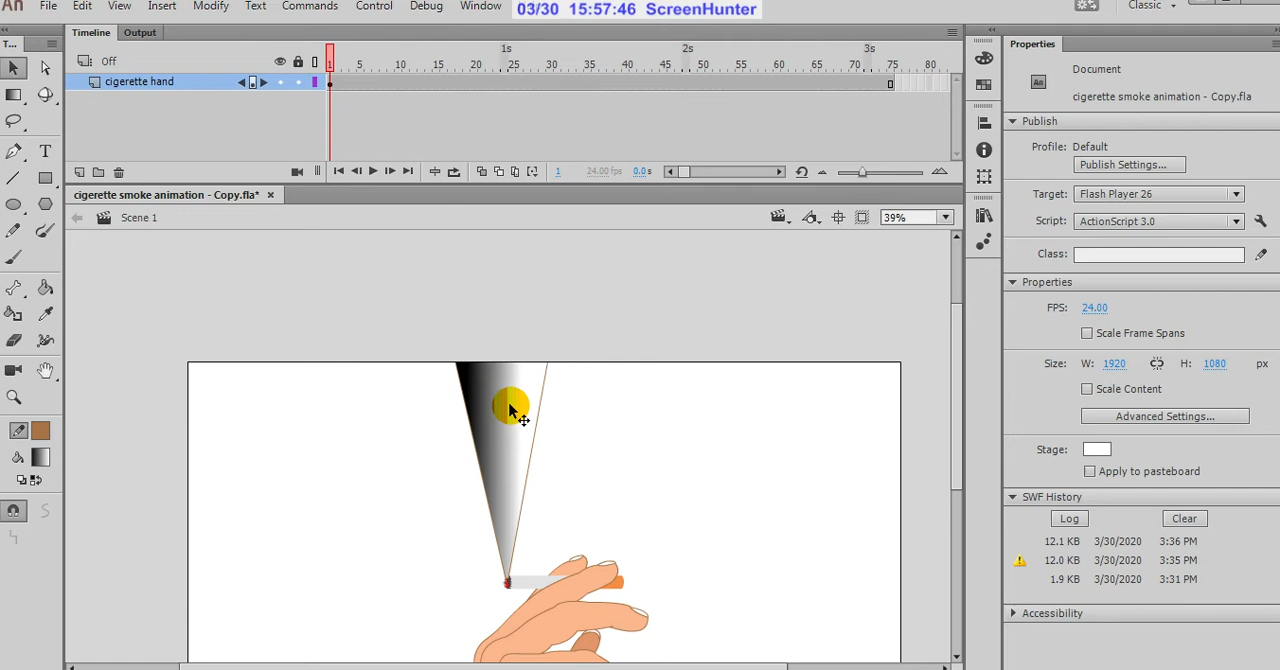 An File Edit View Insert Modify Text Commands Control Debug Window 03/30 15:57:46 ScreenHunter Classic
T... Timeline Output Properties
Off 1 5 10 15 20 25 30 35 40 45 50 55 60 65 70 75 80 1s 2s 3s
cigerette hand
1 24.00 fps 0.0 s
cigerette smoke animation - Copy.fla* ×
Scene 1 39%
An Document
cigerette smoke animation - Copy.fla
Publish
Profile: Default
Publish Settings...
Target: Flash Player 26
Script: ActionScript 3.0
Class:
Properties
FPS: 24.00
Scale Frame Spans
Size: W: 1920 H: 1080 px
Scale Content
Advanced Settings...
Stage:
Apply to pasteboard
SWF History
Log Clear
12.1 KB 3/30/2020 3:36 PM
12.0 KB 3/30/2020 3:35 PM
1.9 KB 3/30/2020 3:31 PM
Accessibility